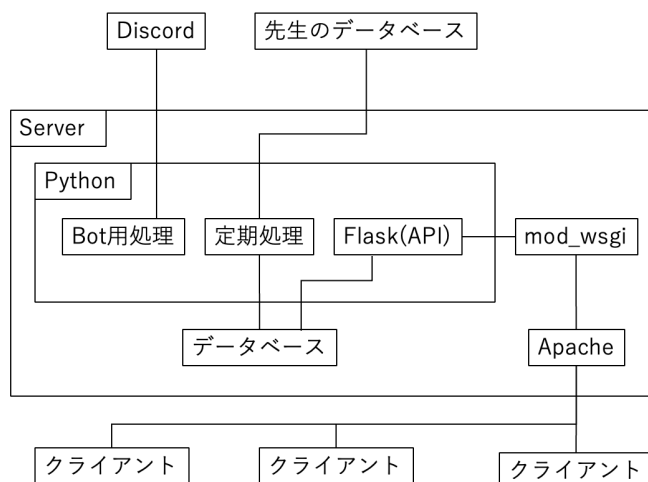 Discord
先生のデータベース
Server
Python
Bot用処理
定期処理
Flask(API)
mod_wsgi
データベース
Apache
クライアント
クライアント
クライアント